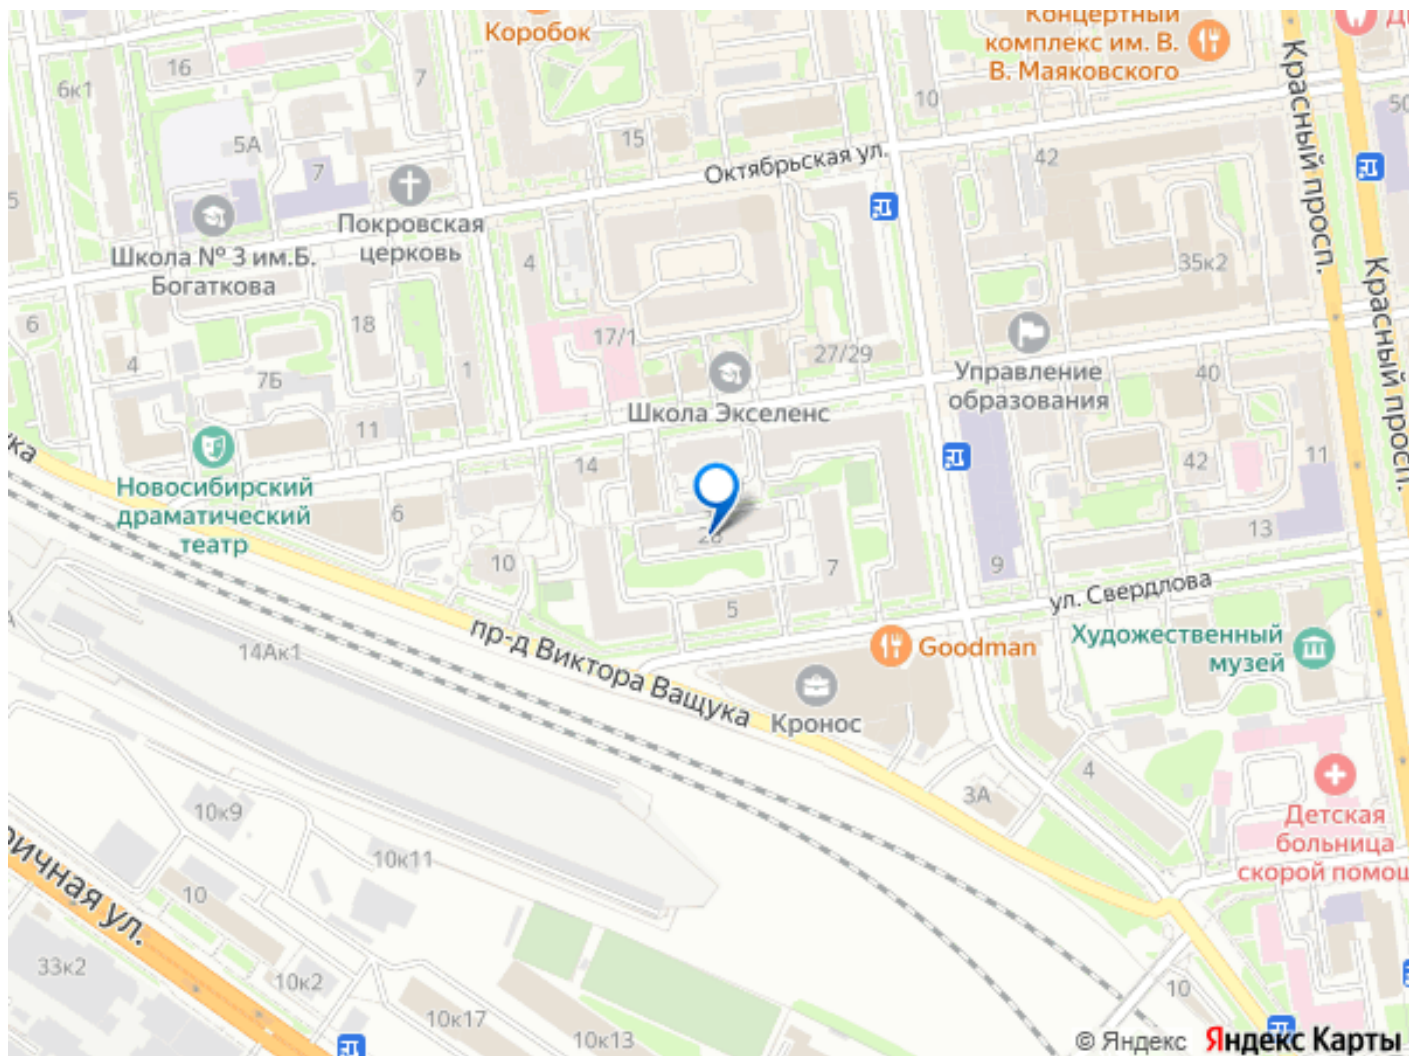 Коробок
Концертный
комплекс им. В.
В. Маяковского
16
6к1
7
5А
7
15
10
42
50
Октябрьская ул.
Красный просп.
Покровская
церковь
Школа № 3 им.Б.
Богаткова
5
4
35к2
Красный просп.
6
18
4
17/1
7Б
1
27/29
Школа Экселенс
Управление
образования
40
11
14
42
11
Новосибирский
драматический
театр
6
10
13
9
7
5
ул. Свердлова
Goodman
Художественный
музей
пр-д Виктора Ващука
14Ак1
Кронос
4
3А
Детская
больница
10к9
10к11
10
33к2
10к2
10к17
10к13
10
© Яндекс
Яндекс Карты